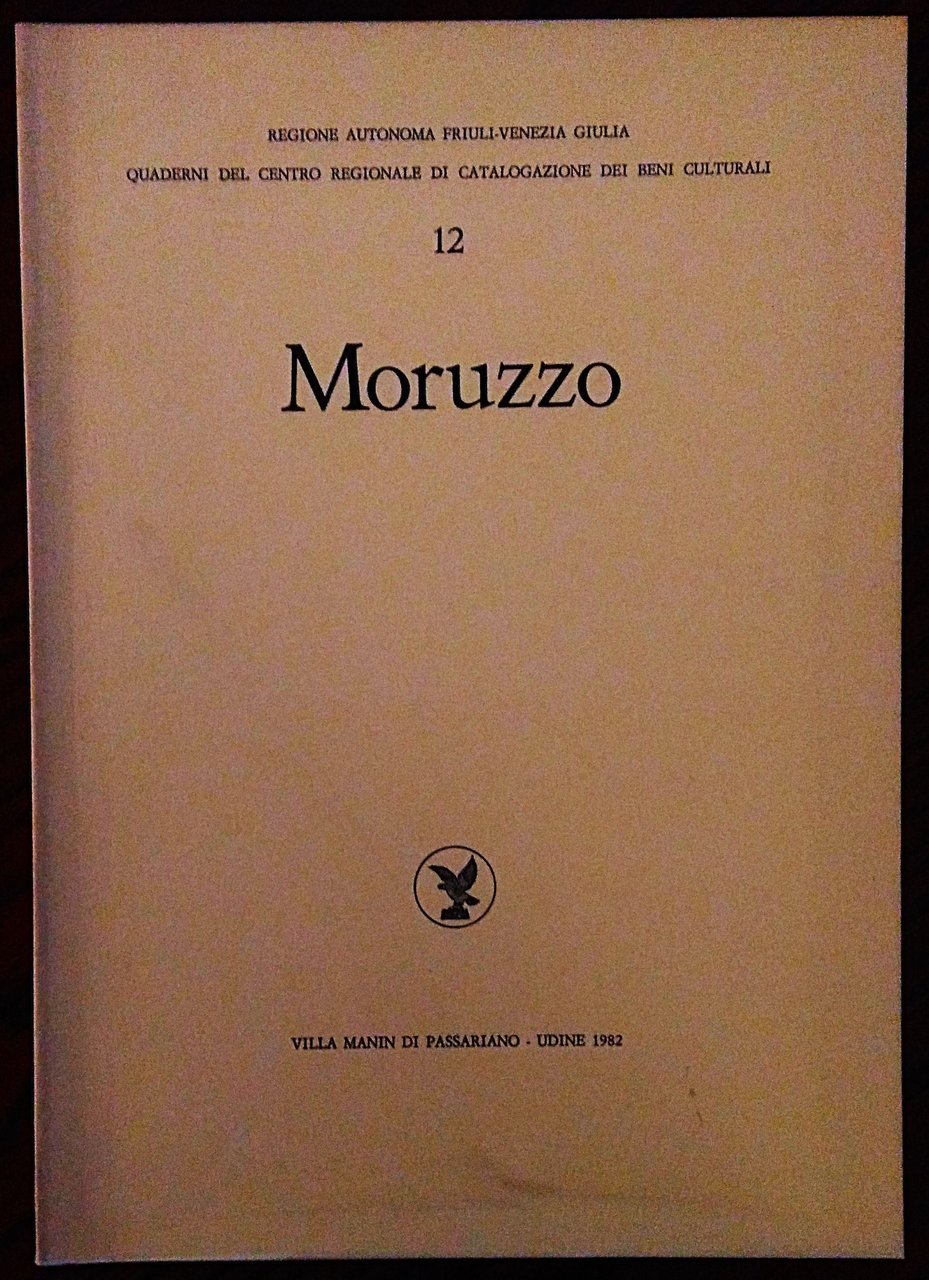 REGIONE AUTONOMA FRIULI-VENEZIA GIULIA
QUADERNI DEL CENTRO REGIONALE DI CATALOGAZIONE DEI BENI CULTURALI
12
Moruzzo
VILLA MANIN DI PASSARIANO - UDINE 1982